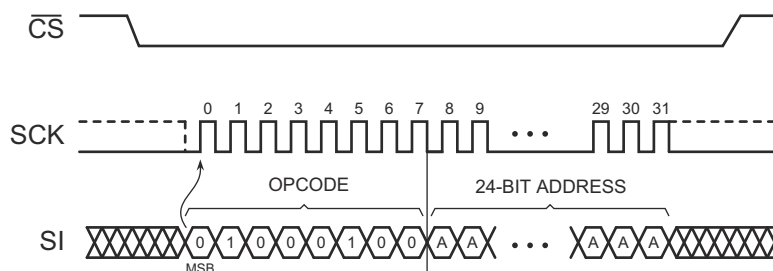 CS
0 1 2 3 4 5 6 7 8 9 29 30 31
SCK
OPCODE 24-BIT ADDRESS
SI 0 1 0 0 0 1 0 0 A A A A A
MSB